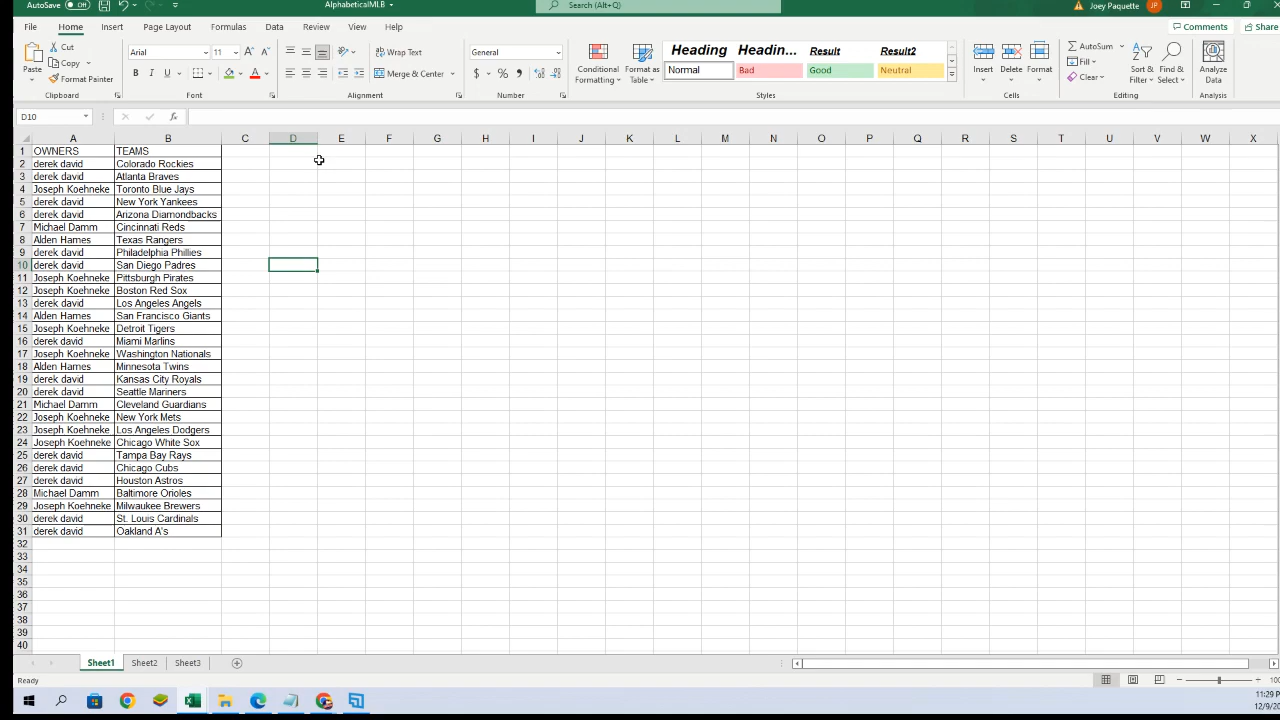 AutoSave Off AlphabeticalMLB Search (Alt+Q) Joey Paquette JP
File Home Insert Page Layout Formulas Data Review View Help Comments Share
Cut Arial 11 Wrap Text General Heading Headin... Result Result2 AutoSum
Copy Fill
Paste Format Painter B I U A Merge & Center $ % Conditional Formatting Format as Table Normal Bad Good Neutral Insert Delete Format Clear Sort & Filter Find & Select Analyze Data
Clipboard Font Alignment Number Styles Cells Editing Analysis
D10 fx
A B C D E F G H I J K L M N O P Q R S T U V W X
1 OWNERS TEAMS
2 derek david Colorado Rockies
3 derek david Atlanta Braves
4 Joseph Koehneke Toronto Blue Jays
5 derek david New York Yankees
6 derek david Arizona Diamondbacks
7 Michael Damm Cincinnati Reds
8 Alden Hames Texas Rangers
9 derek david Philadelphia Phillies
10 derek david San Diego Padres
11 Joseph Koehneke Pittsburgh Pirates
12 Joseph Koehneke Boston Red Sox
13 derek david Los Angeles Angels
14 Alden Hames San Francisco Giants
15 Joseph Koehneke Detroit Tigers
16 derek david Miami Marlins
17 Joseph Koehneke Washington Nationals
18 Alden Hames Minnesota Twins
19 derek david Kansas City Royals
20 derek david Seattle Mariners
21 Michael Damm Cleveland Guardians
22 Joseph Koehneke New York Mets
23 Joseph Koehneke Los Angeles Dodgers
24 Joseph Koehneke Chicago White Sox
25 derek david Tampa Bay Rays
26 derek david Chicago Cubs
27 derek david Houston Astros
28 Michael Damm Baltimore Orioles
29 Joseph Koehneke Milwaukee Brewers
30 derek david St. Louis Cardinals
31 derek david Oakland A's
32
33
34
35
36
37
38
39
40
Sheet1 Sheet2 Sheet3
Ready 100
11:29 P
12/9/20